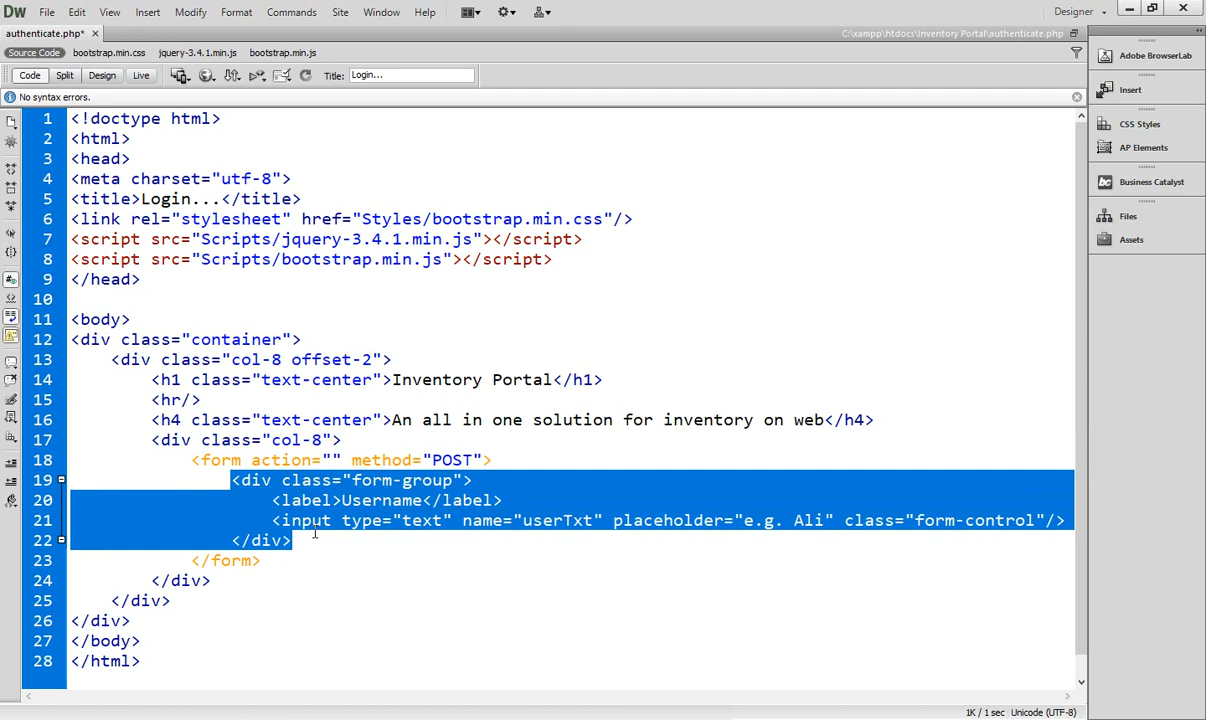 DW File Edit View Insert Modify Format Commands Site Window Help Designer
authenticate.php* C:\xampp\htdocs\Inventory Portal\authenticate.php
Source Code bootstrap.min.css jquery-3.4.1.min.js bootstrap.min.js
Code Split Design Live Title: Login...
No syntax errors.
1 <!doctype html>
2 <html>
3 <head>
4 <meta charset="utf-8">
5 <title>Login...</title>
6 <link rel="stylesheet" href="Styles/bootstrap.min.css"/>
7 <script src="Scripts/jquery-3.4.1.min.js"></script>
8 <script src="Scripts/bootstrap.min.js"></script>
9 </head>
10
11 <body>
12 <div class="container">
13 <div class="col-8 offset-2">
14 <h1 class="text-center">Inventory Portal</h1>
15 <hr/>
16 <h4 class="text-center">An all in one solution for inventory on web</h4>
17 <div class="col-8">
18 <form action="" method="POST">
19 <div class="form-group">
20 <label>Username</label>
21 <input type="text" name="userTxt" placeholder="e.g. Ali" class="form-control"/>
22 </div>
23 </form>
24 </div>
25 </div>
26 </div>
27 </body>
28 </html>
Adobe BrowserLab
Insert
CSS Styles
AP Elements
Business Catalyst
Files
Assets
1K / 1 sec Unicode (UTF-8)